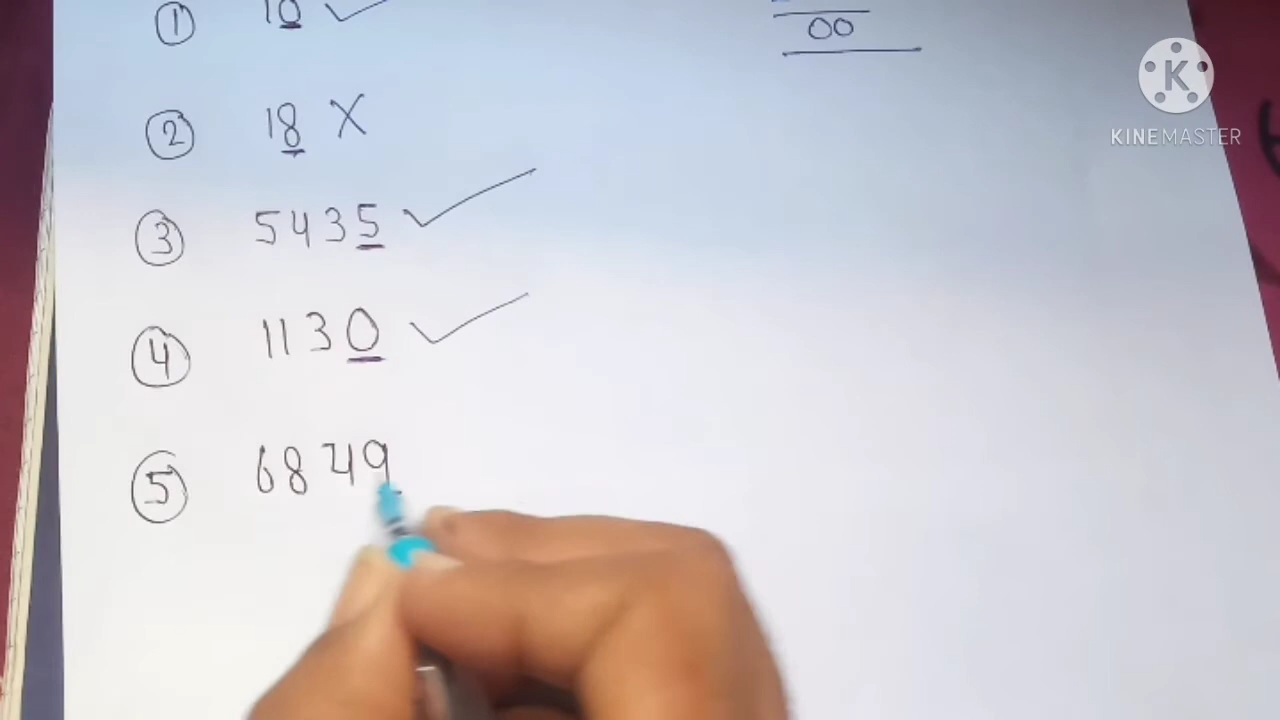 ① 10 ✓
00
② 18 X
③ 5435 ✓
④ 1130 ✓
⑤ 6849
K
KINEMASTER